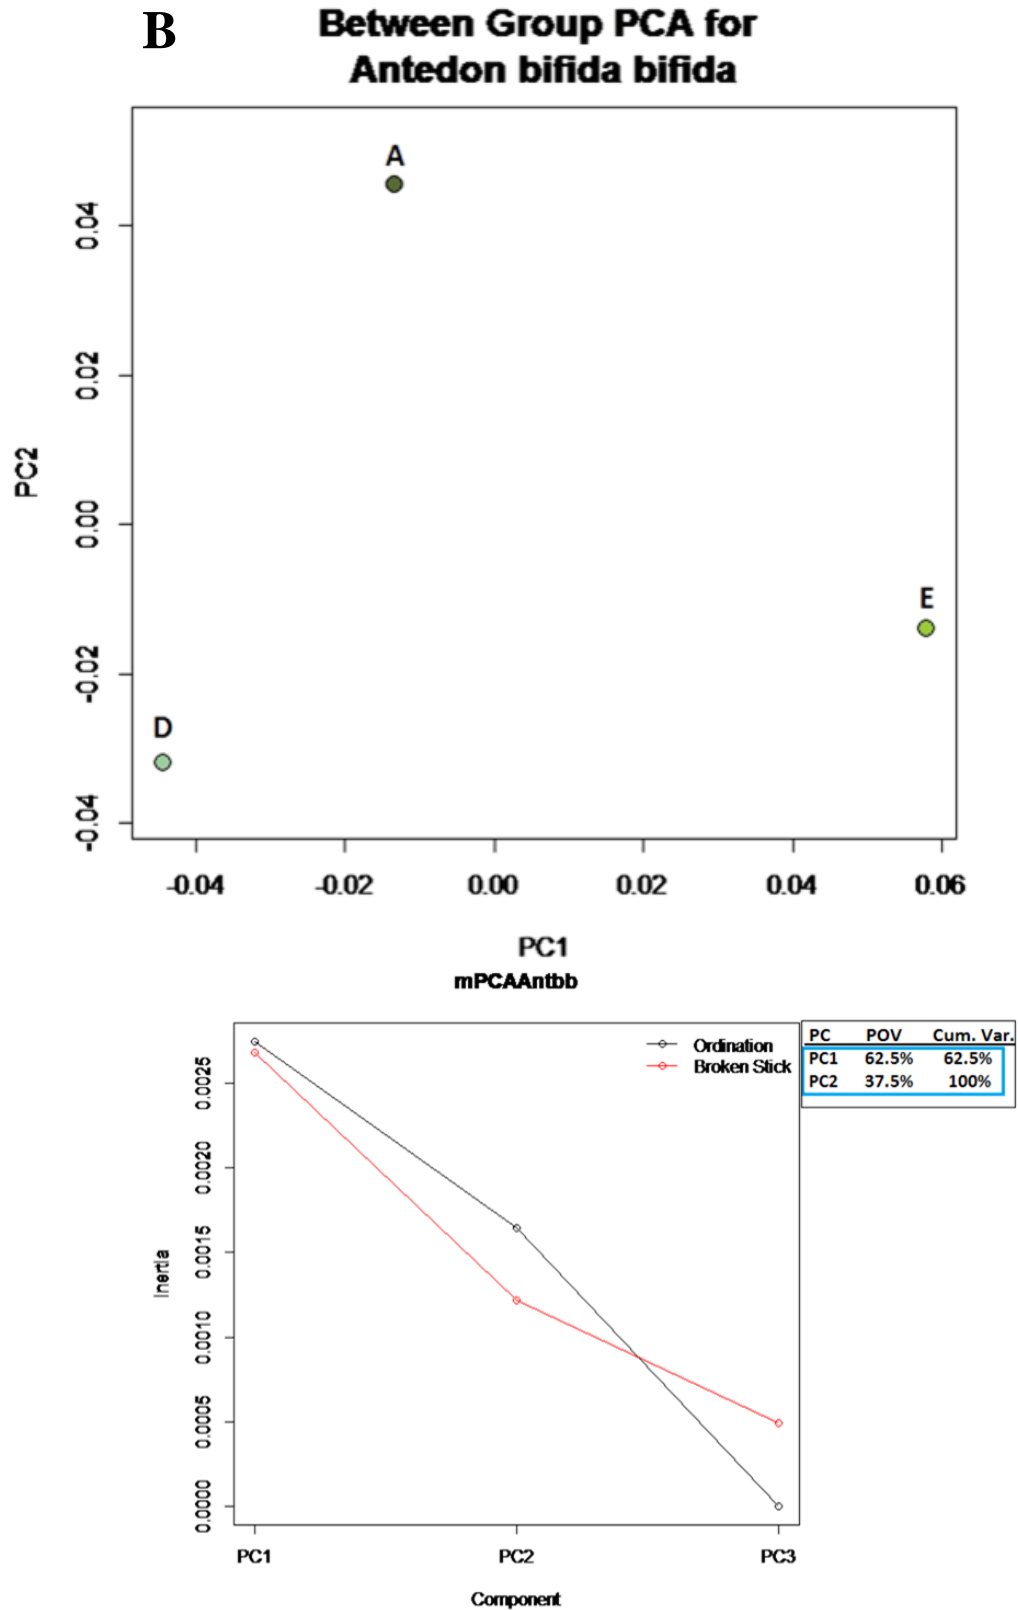 B
Between Group PCA for
Antedon bifida bifida
A
E
D
PC2
0.04
0.02
0.00
-0.02
-0.04
-0.04 -0.02 0.00 0.02 0.04 0.06
PC1
mPCAAntbb
Ordination
Broken Stick
PC POV Cum. Var.
PC1 62.5% 62.5%
PC2 37.5% 100%
Inertia
0.0025
0.0020
0.0015
0.0010
0.0005
0.0000
PC1 PC2 PC3
Component